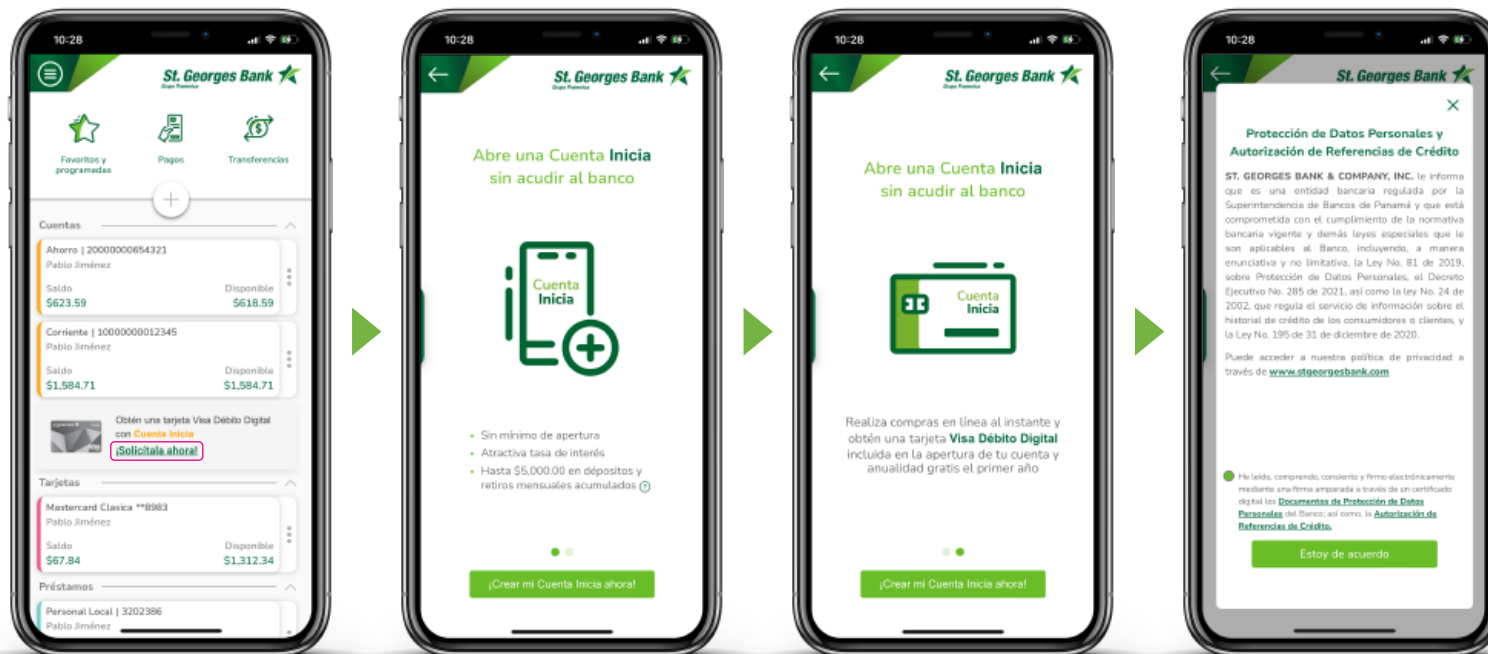 10:28
St. Georges Bank
Grupo Promerica
Favoritos y
programadas
Pagos
Transferencias
Cuentas
Ahorro | 20000000654321
Pablo Jiménez
Saldo
Disponible
$623.59
$618.59
Corriente | 10000000012345
Pablo Jiménez
Saldo
Disponible
$1,584.71
$1,584.71
Obtén una tarjeta Visa Débito Digital
con Cuenta Inicia
¡Solicítala ahora!
Tarjetas
Mastercard Clasica **8983
Pablo Jiménez
Saldo
Disponible
$67.84
$1,312.34
Préstamos
Personal Local | 3202386
Pablo Jiménez
10:28
St. Georges Bank
Grupo Promerica
Abre una Cuenta Inicia
sin acudir al banco
Cuenta
Inicia
• Sin mínimo de apertura
• Atractiva tasa de interés
• Hasta $5,000.00 en dépositos y
retiros mensuales acumulados
¡Crear mi Cuenta Inicia ahora!
10:28
St. Georges Bank
Grupo Promerica
Abre una Cuenta Inicia
sin acudir al banco
Cuenta
Inicia
Realiza compras en línea al instante y
obtén una tarjeta Visa Débito Digital
incluida en la apertura de tu cuenta y
anualidad gratis el primer año
¡Crear mi Cuenta Inicia ahora!
10:28
St. Georges Bank
Protección de Datos Personales y
Autorización de Referencias de Crédito
ST. GEORGES BANK & COMPANY, INC. le informa
que es una entidad bancaria regulada por la
Superintendencia de Bancos de Panamá y que está
comprometida con el cumplimiento de la normativa
bancaria vigente y demás leyes especiales que le
son aplicables al Banco, incluyendo, a manera
enunciativa y no limitativa, la Ley No. 81 de 2019,
sobre Protección de Datos Personales, el Decreto
Ejecutivo No. 285 de 2021, así como la ley No. 24 de
2002, que regula el servicio de información sobre el
historial de crédito de los consumidores o clientes, y
la Ley No. 195 de 31 de diciembre de 2020.
Puede acceder a nuestra política de privacidad a
través de www.stgeorgesbank.com
He leído, comprendo, consiento y firmo electrónicamente
mediante una firma amparada a través de un certificado
digital los Documentos de Protección de Datos
Personales del Banco; así como, la Autorización de
Referencias de Crédito.
Estoy de acuerdo